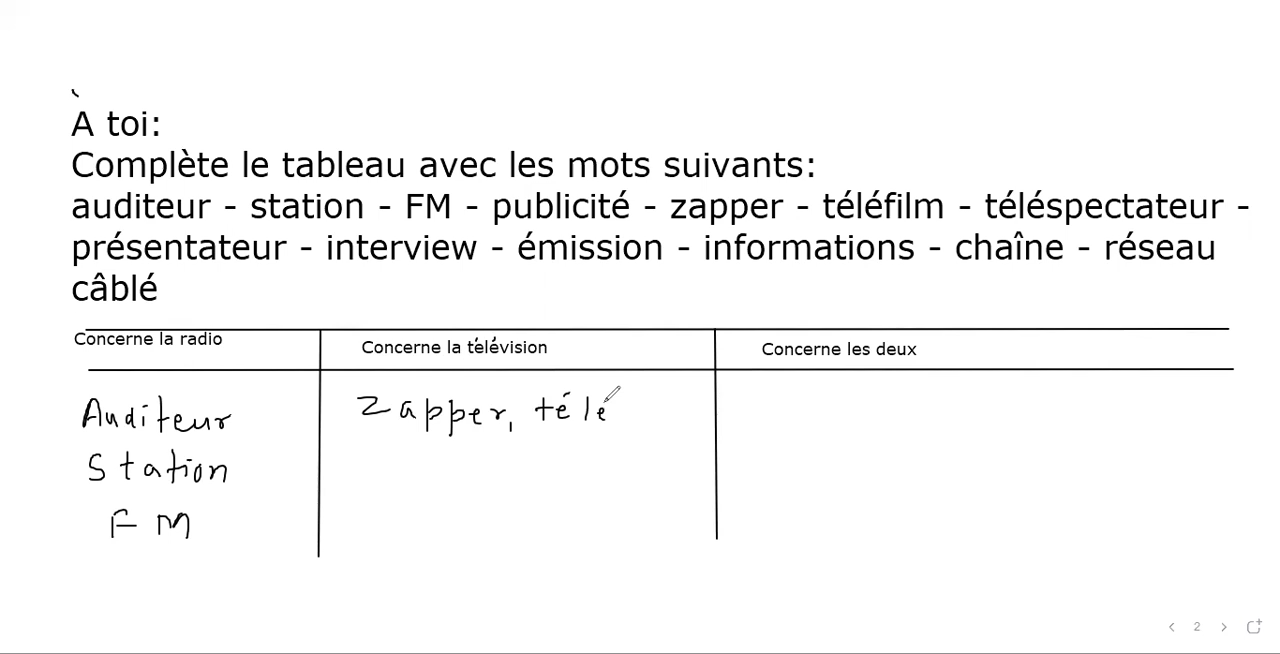 À toi:
Complète le tableau avec les mots suivants:
auditeur - station - FM - publicité - zapper - téléfilm - téléspectateur -
présentateur - interview - émission - informations - chaîne - réseau
câblé
Concerne la radio
Concerne la télévision
Concerne les deux
Auditeur
Station
FM
Zapper, télé
2